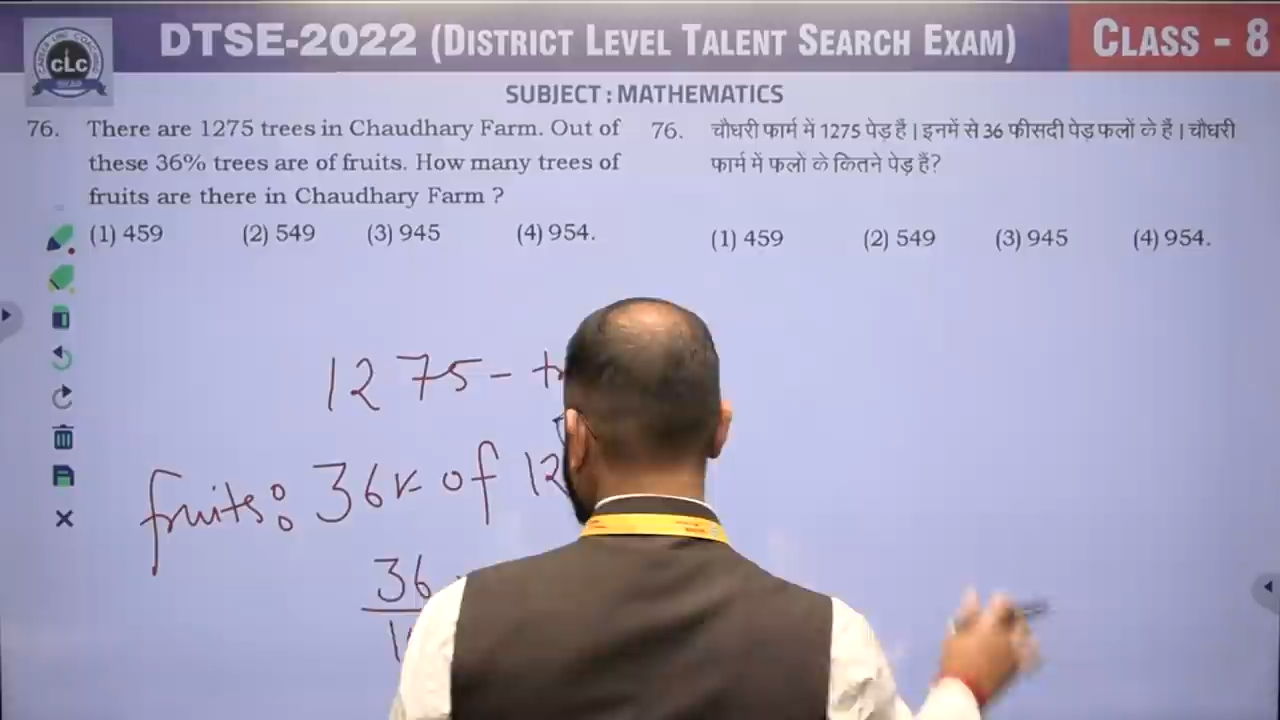 DTSE-2022 (DISTRICT LEVEL TALENT SEARCH EXAM)
CLASS - 8
CLC
SUBJECT : MATHEMATICS
76. There are 1275 trees in Chaudhary Farm. Out of
these 36% trees are of fruits. How many trees of
fruits are there in Chaudhary Farm ?
(1) 459 (2) 549 (3) 945 (4) 954.
76. चौधरी फार्म में 1275 पेड़ हैं । इनमें से 36 फीसदी पेड़ फलों के हैं । चौधरी
फार्म में फलों के कितने पेड़ हैं?
(1) 459 (2) 549 (3) 945 (4) 954.
1275 -
fruits: 36% of 12
36